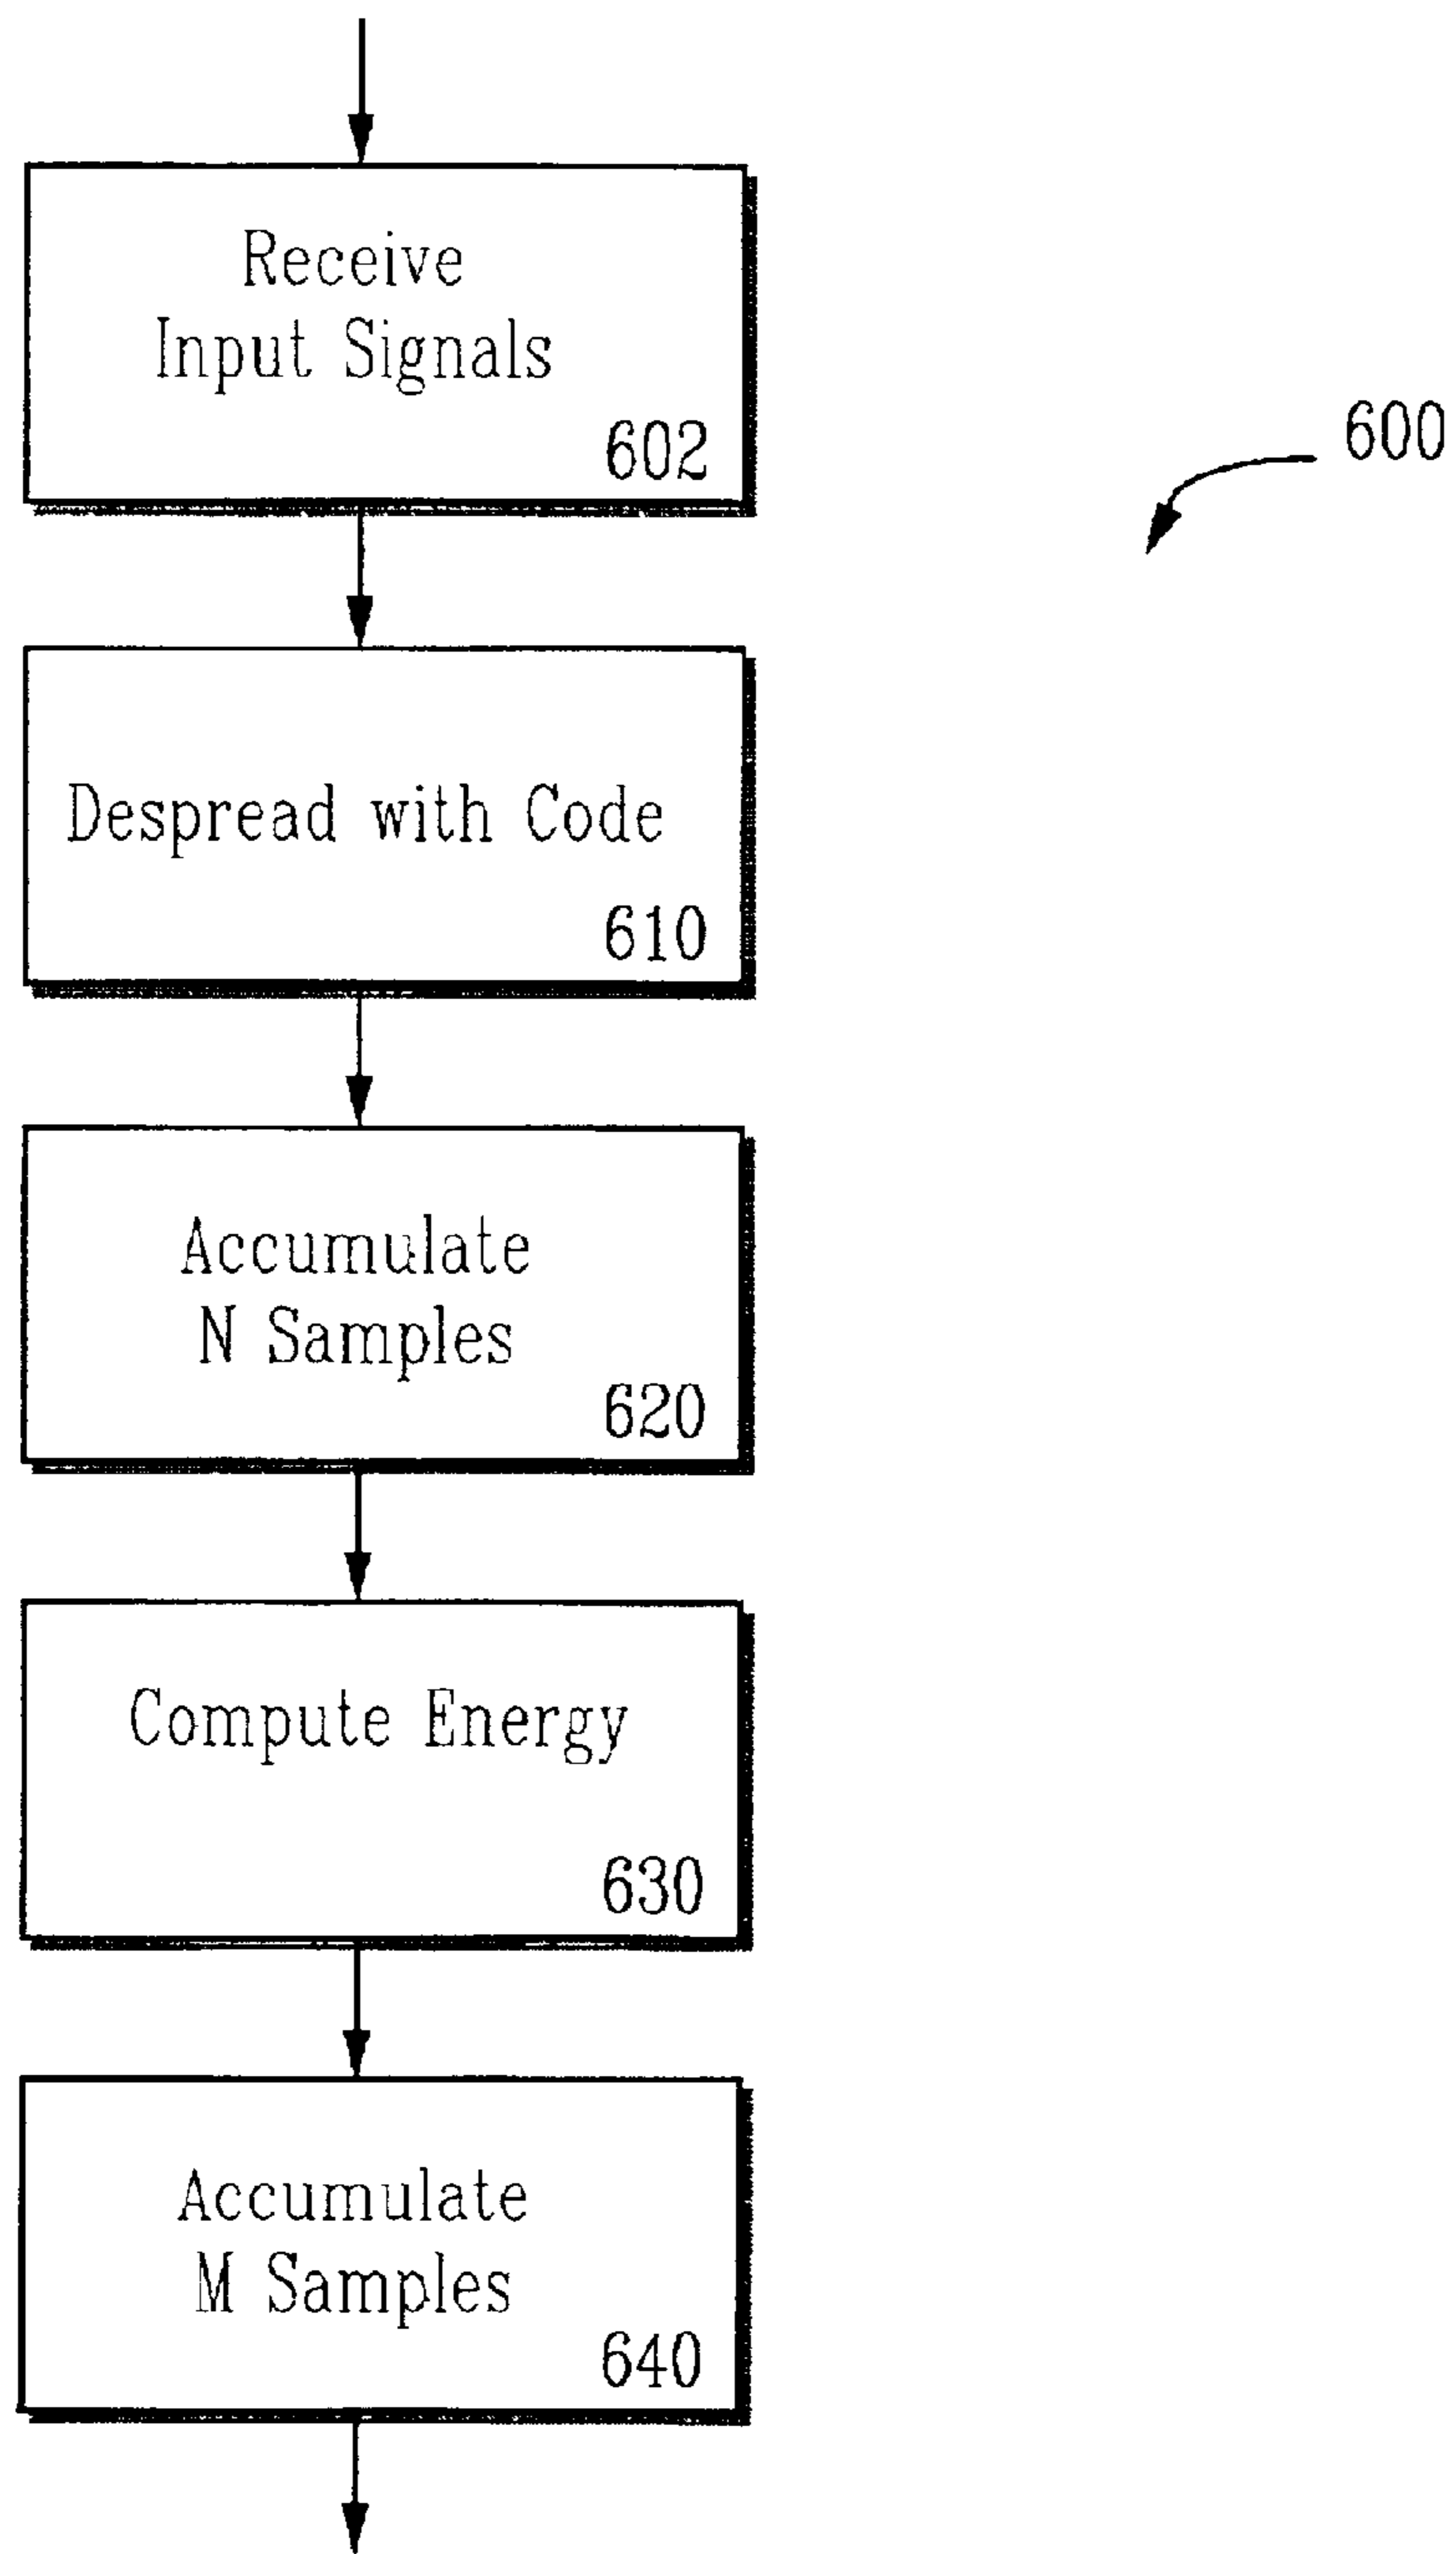 Receive
Input Signals
602
600
Despread with Code
610
Accumulate
N Samples
620
Compute Energy
630
Accumulate
M Samples
640